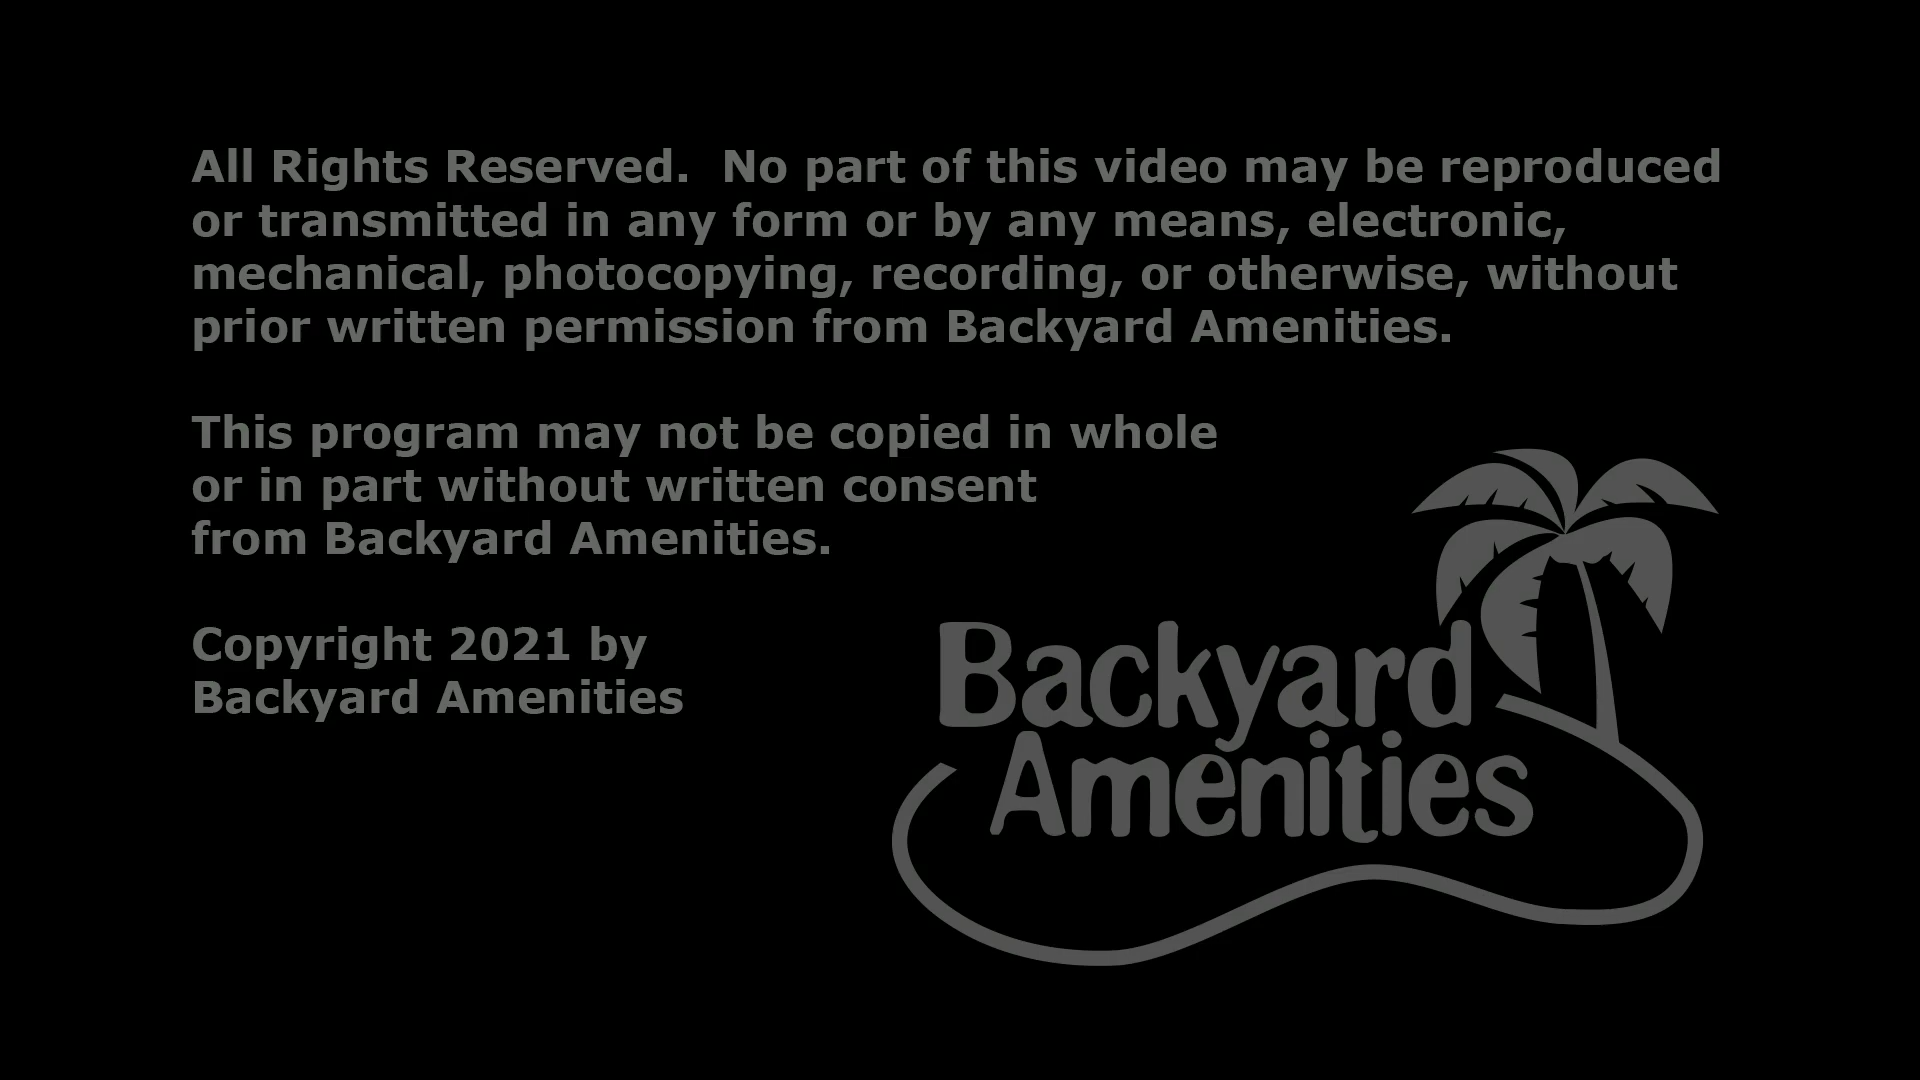 All Rights Reserved.  No part of this video may be reproduced
or transmitted in any form or by any means, electronic,
mechanical, photocopying, recording, or otherwise, without
prior written permission from Backyard Amenities.
This program may not be copied in whole
or in part without written consent
from Backyard Amenities.
Copyright 2021 by
Backyard Amenities
Backyard
Amenities